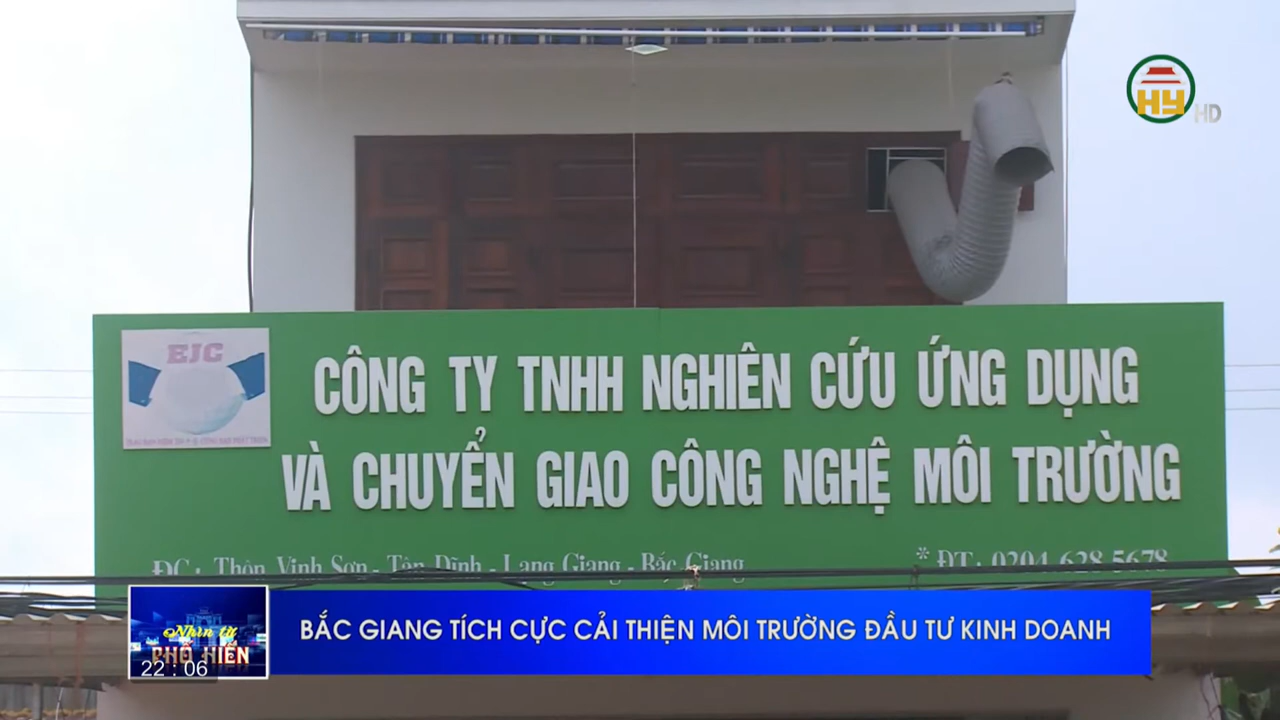 HY HD
EJC
CÔNG TY TNHH NGHIÊN CỨU ỨNG DỤNG
VÀ CHUYỂN GIAO CÔNG NGHỆ MÔI TRƯỜNG
ĐC: Thôn Vinh Sơn - Tân Dĩnh - Lạng Giang - Bắc Giang
* ĐT: 0204 628 5678
Nhìn từ
PHỐ HIẾN
22 : 06
BẮC GIANG TÍCH CỰC CẢI THIỆN MÔI TRƯỜNG ĐẦU TƯ KINH DOANH